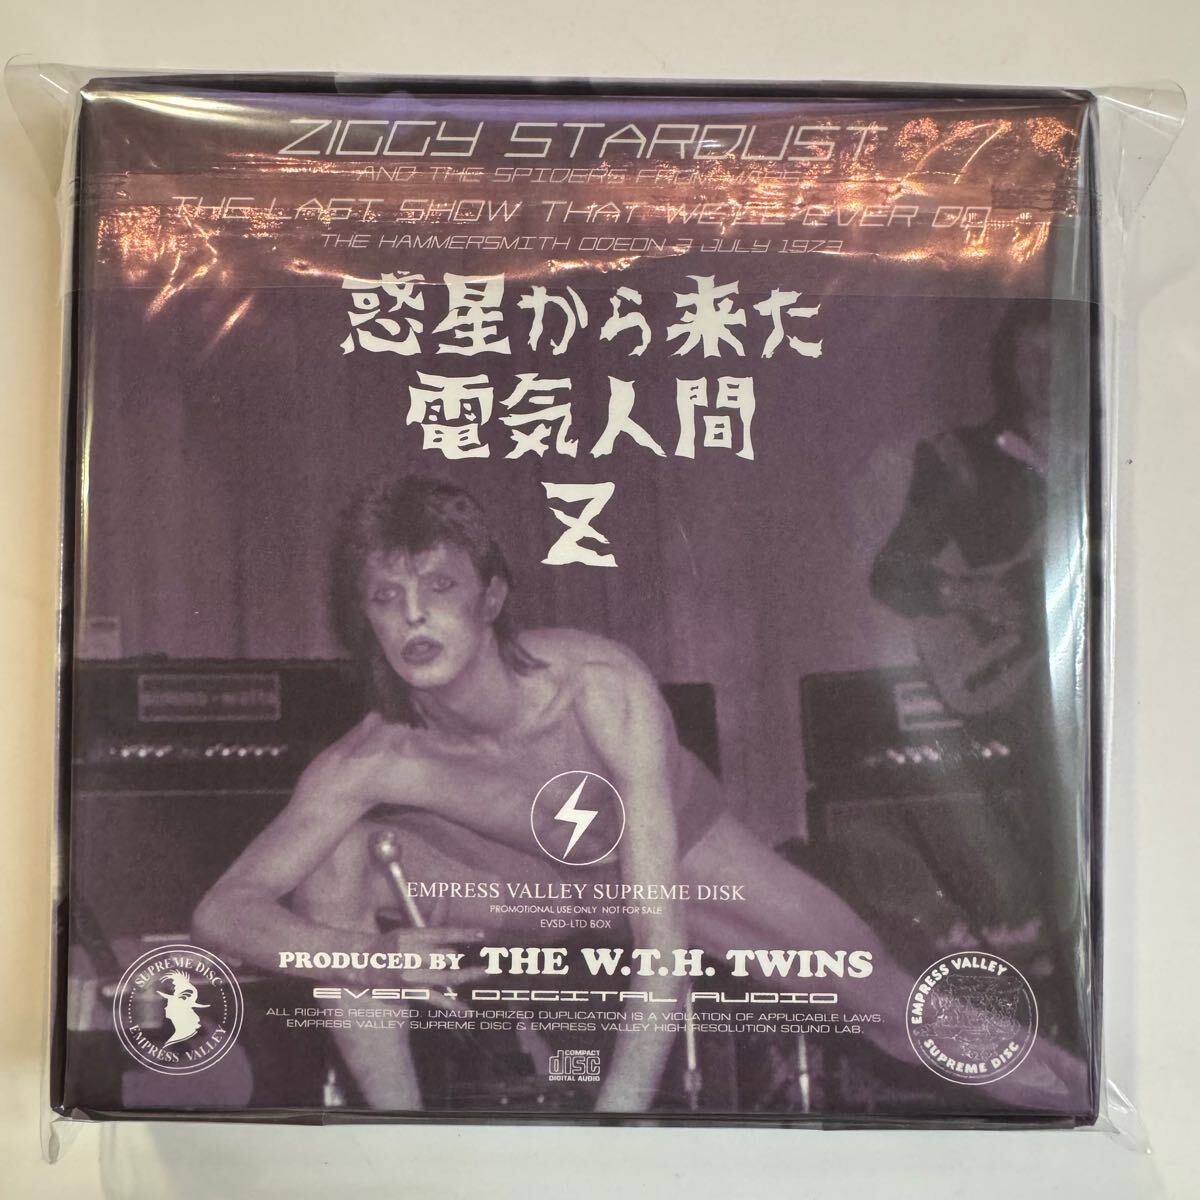 ZIGGY STARDUST
AND THE SPIDERS FROM MARS
THE LAST SHOW THAT WE'LL EVER DO
THE HAMMERSMITH ODEON 3 JULY 1973
惑星から来た
電気人間
Z
EMPRESS VALLEY SUPREME DISK
PROMOTIONAL USE ONLY NOT FOR SALE
EVSD-LTD BOX
PRODUCED BY THE W.T.H. TWINS
EVSD - DIGITAL AUDIO
ALL RIGHTS RESERVED. UNAUTHORIZED DUPLICATION IS A VIOLATION OF APPLICABLE LAWS.
EMPRESS VALLEY SUPREME DISC & EMPRESS VALLEY HIGH RESOLUTION SOUND LAB.
SUPREME DISC
EMPRESS VALLEY
EMPRESS VALLEY
SUPREME DISC
COMPACT
disc
DIGITAL AUDIO